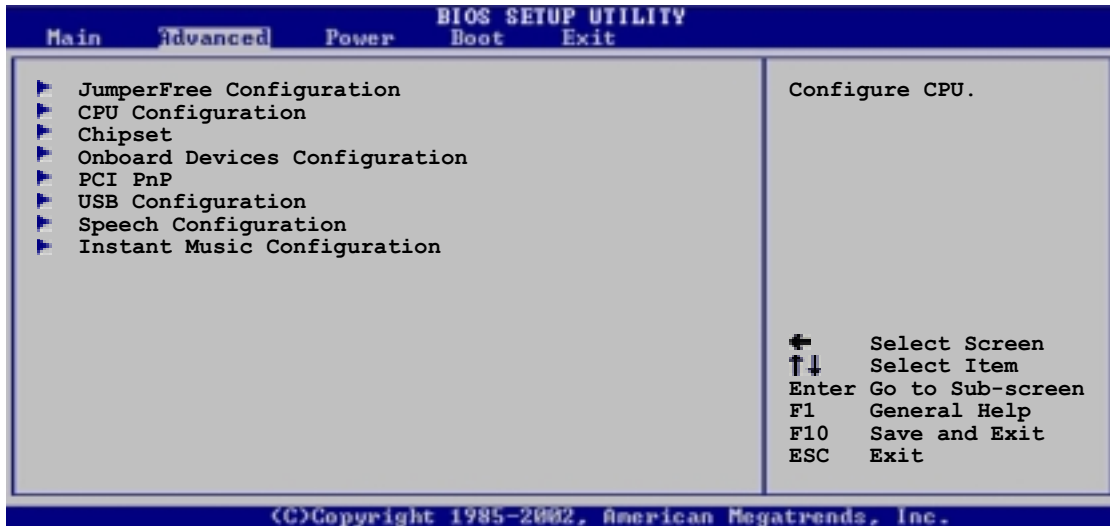 BIOS SETUP UTILITY
Main Advanced Power Boot Exit
JumperFree Configuration
CPU Configuration
Chipset
Onboard Devices Configuration
PCI PnP
USB Configuration
Speech Configuration
Instant Music Configuration
Configure CPU.
← Select Screen
↑↓ Select Item
Enter Go to Sub-screen
F1 General Help
F10 Save and Exit
ESC Exit
(C)Copyright 1985-2002, American Megatrends, Inc.